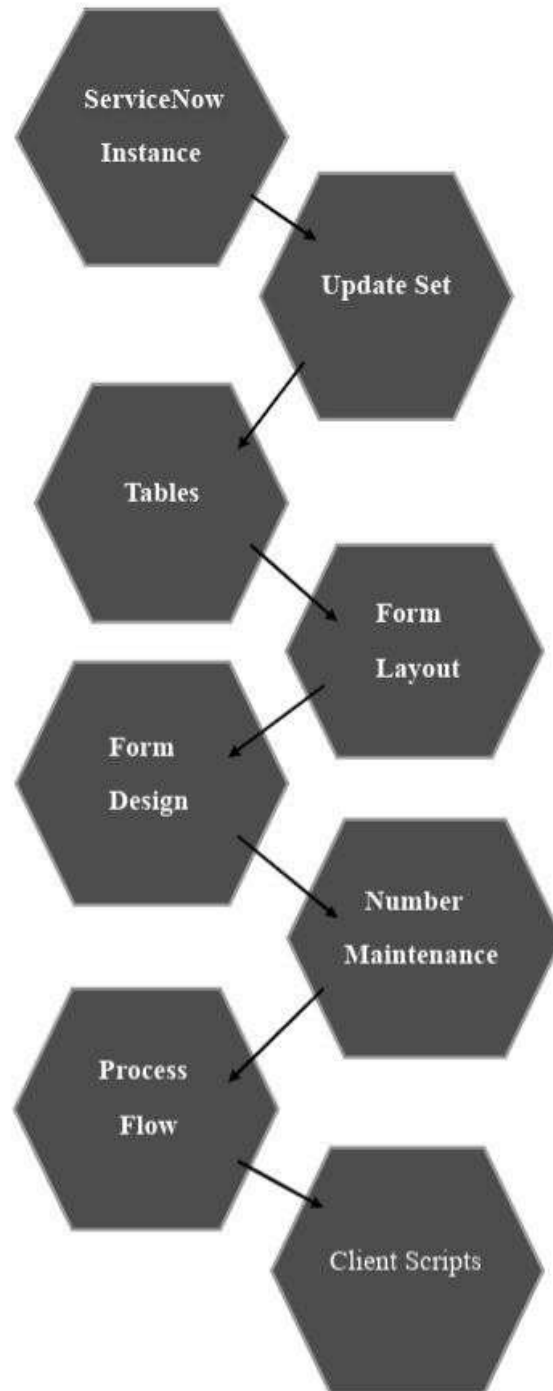 ServiceNow
Instance
Update Set
Tables
Form
Layout
Form
Design
Number
Maintenance
Process
Flow
Client Scripts